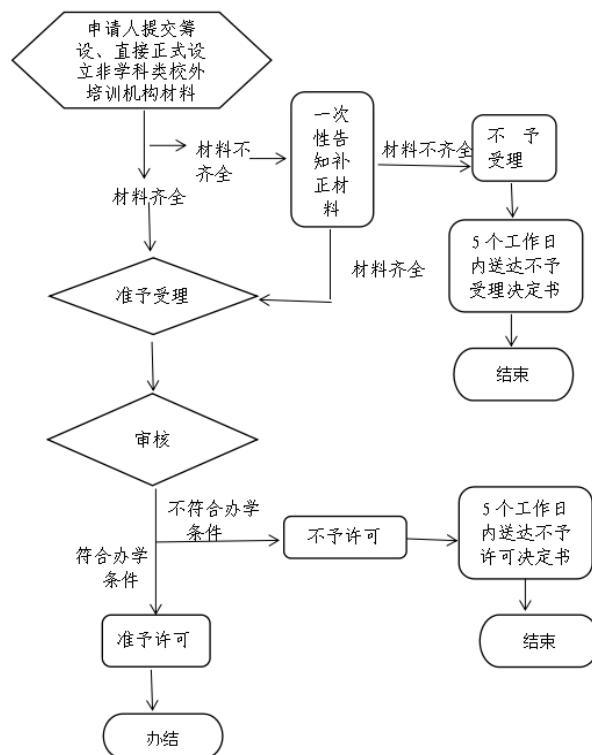 申请人提交筹
设、直接正式设
立非学科类校外
培训机构材料
材料不
齐全
一次
性告
知补
正材
料
材料不齐全
不 予
受理
材料齐全
5 个工作日
内送达不予
受理决定书
材料齐全
准予受理
结束
审核
不符合办学
条件
不予许可
5 个工作日
内送达不予
许可决定书
符合办学
条件
准予许可
结束
办结